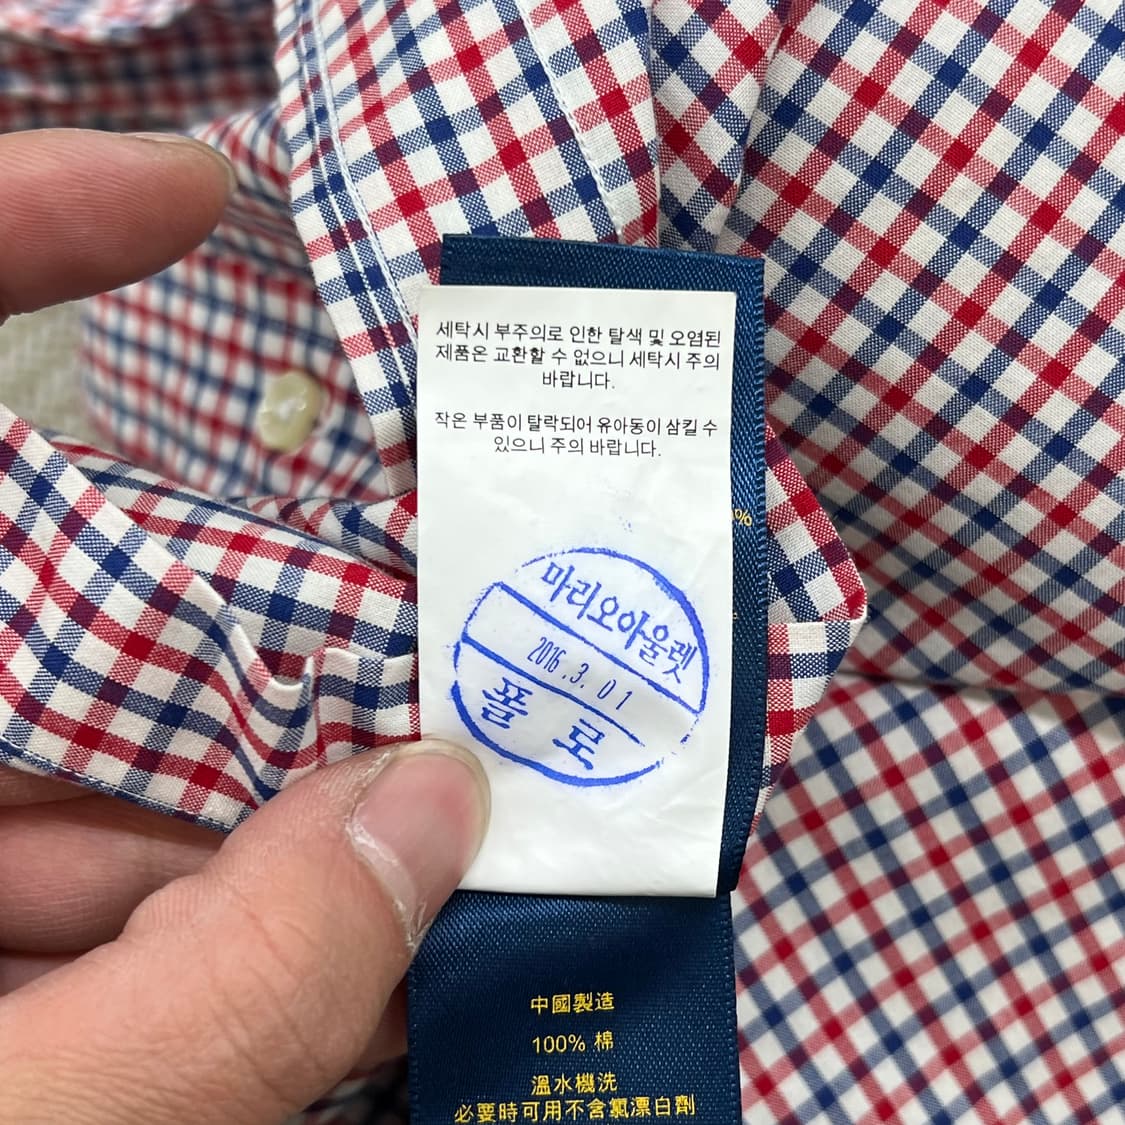 세탁시 부주의로 인한 탈색 및 오염된
제품은 교환할 수 없으니 세탁시 주의
바랍니다.
작은 부품이 탈락되어 유아동이 삼킬 수
있으니 주의 바랍니다.
%
마리오아울렛
2016.3.01
폴로
中國製造
100% 棉
溫水機洗
必要時可用不含氯漂白劑